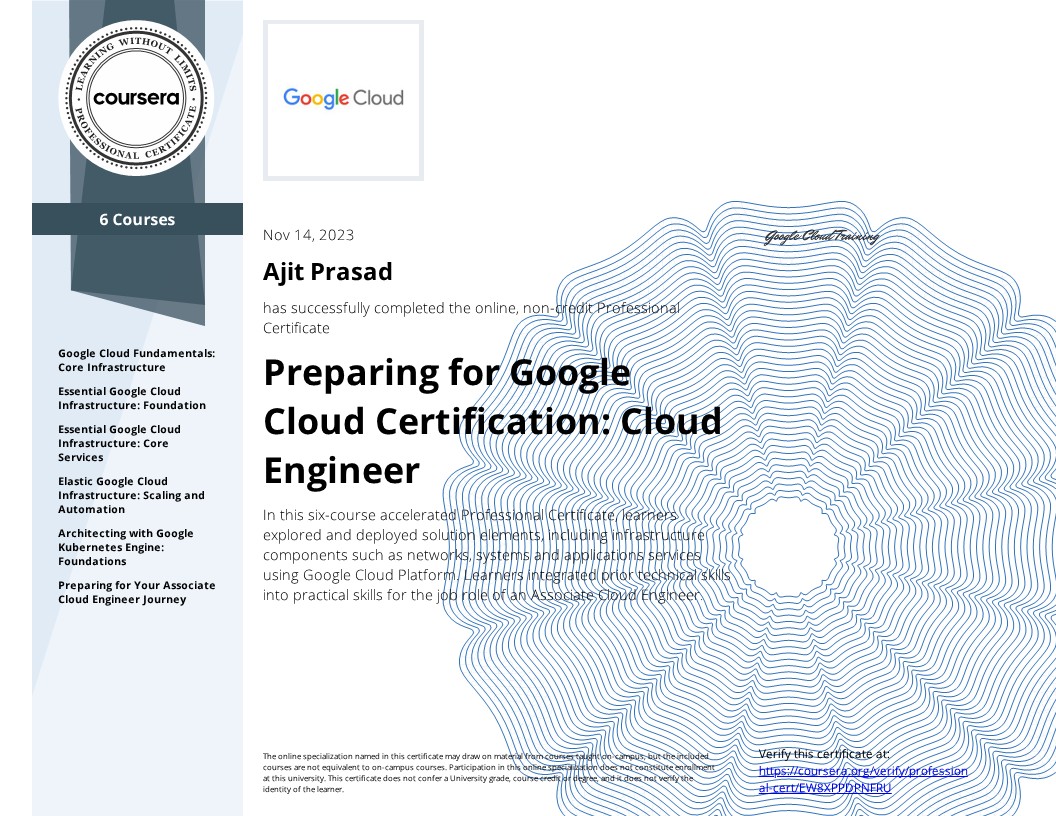 LEARNING WITHOUT LIMITS
coursera
PROFESSIONAL CERTIFICATE
6 Courses
Google Cloud Fundamentals:
Core Infrastructure
Essential Google Cloud
Infrastructure: Foundation
Essential Google Cloud
Infrastructure: Core
Services
Elastic Google Cloud
Infrastructure: Scaling and
Automation
Architecting with Google
Kubernetes Engine:
Foundations
Preparing for Your Associate
Cloud Engineer Journey
Google Cloud
Nov 14, 2023
Ajit Prasad
has successfully completed the online, non-credit Professional
Certificate
Preparing for Google
Cloud Certification: Cloud
Engineer
In this six-course accelerated Professional Certificate, learners
explored and deployed solution elements, including infrastructure
components such as networks, systems and applications services
using Google Cloud Platform. Learners integrated prior technical skills
into practical skills for the job role of an Associate Cloud Engineer.
Google Cloud Training
The online specialization named in this certificate may draw on material from courses taught on-campus, but the included
courses are not equivalent to on-campus courses. Participation in this online specialization does not constitute enrollment
at this university. This certificate does not confer a University grade, course credit or degree, and it does not verify the
identity of the learner.
Verify this certificate at:
https://coursera.org/verify/profession
al-cert/EW8XPPDPNFRU